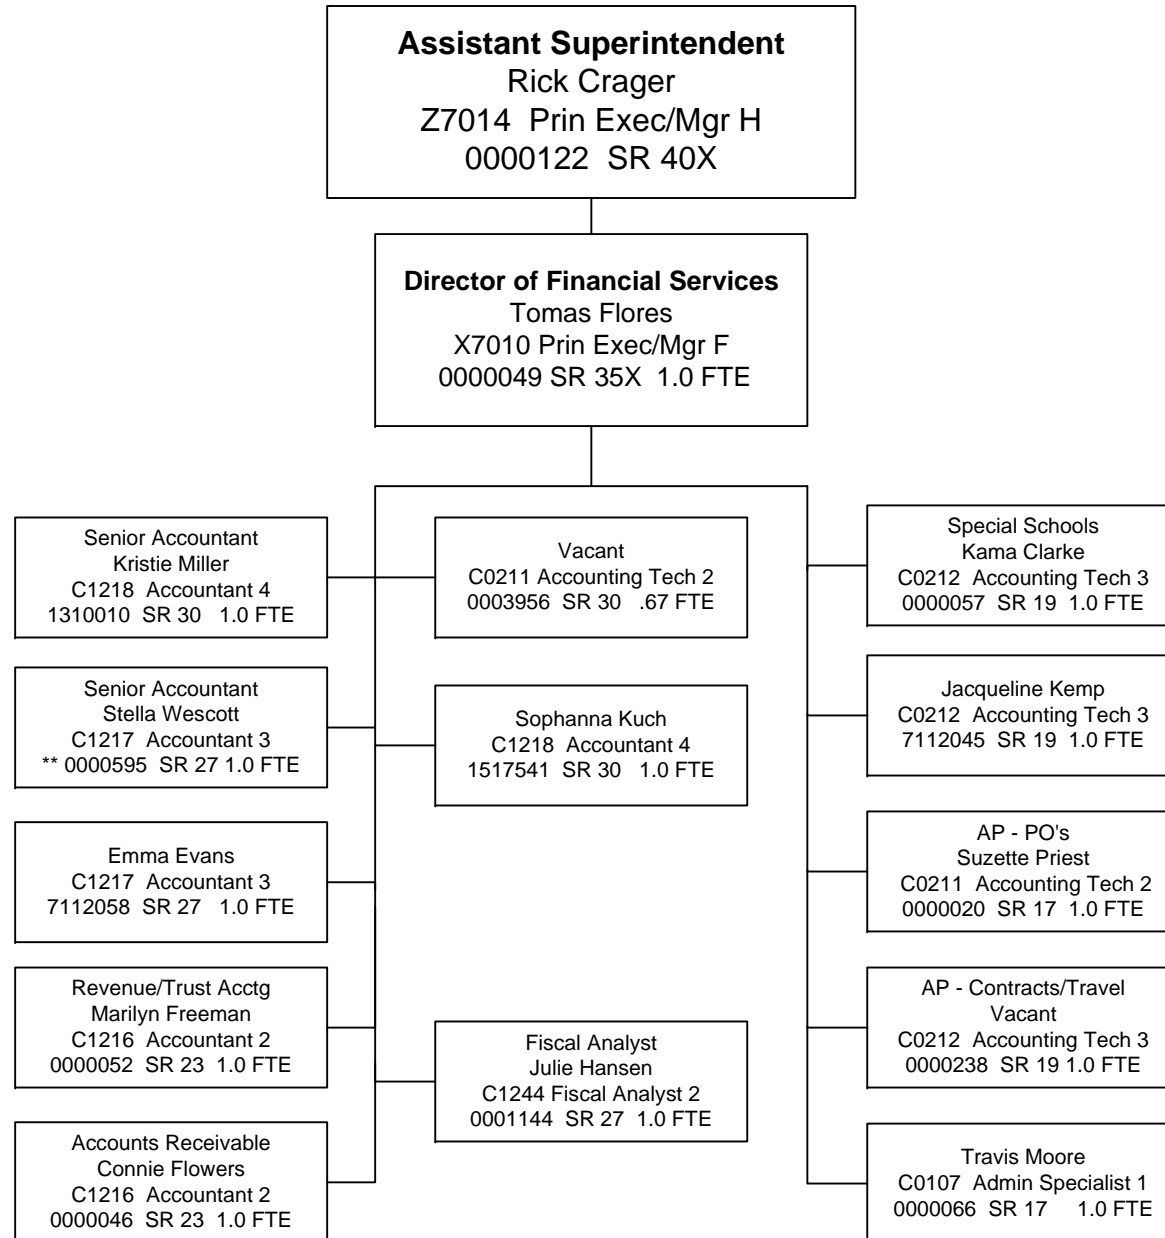 Assistant Superintendent
Rick Crager
Z7014 Prin Exec/Mgr H
0000122 SR 40X
Director of Financial Services
Tomas Flores
X7010 Prin Exec/Mgr F
0000049 SR 35X 1.0 FTE
Senior Accountant
Kristie Miller
C1218 Accountant 4
1310010 SR 30 1.0 FTE
Senior Accountant
Stella Wescott
C1217 Accountant 3
** 0000595 SR 27 1.0 FTE
Emma Evans
C1217 Accountant 3
7112058 SR 27 1.0 FTE
Revenue/Trust Acctg
Marilyn Freeman
C1216 Accountant 2
0000052 SR 23 1.0 FTE
Accounts Receivable
Connie Flowers
C1216 Accountant 2
0000046 SR 23 1.0 FTE
Vacant
C0211 Accounting Tech 2
0003956 SR 30 .67 FTE
Sophanna Kuch
C1218 Accountant 4
1517541 SR 30 1.0 FTE
Fiscal Analyst
Julie Hansen
C1244 Fiscal Analyst 2
0001144 SR 27 1.0 FTE
Special Schools
Kama Clarke
C0212 Accounting Tech 3
0000057 SR 19 1.0 FTE
Jacqueline Kemp
C0212 Accounting Tech 3
7112045 SR 19 1.0 FTE
AP - PO's
Suzette Priest
C0211 Accounting Tech 2
0000020 SR 17 1.0 FTE
AP - Contracts/Travel
Vacant
C0212 Accounting Tech 3
0000238 SR 19 1.0 FTE
Travis Moore
C0107 Admin Specialist 1
0000066 SR 17 1.0 FTE